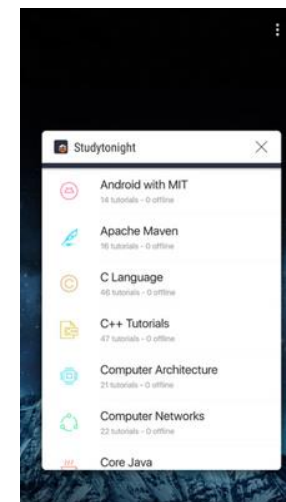 Studytonight
Android with MIT
14 tutorials - 0 offline
Apache Maven
16 tutorials - 0 offline
C Language
46 tutorials - 0 offline
C++ Tutorials
47 tutorials - 0 offline
Computer Architecture
21 tutorials - 0 offline
Computer Networks
22 tutorials - 0 offline
Core Java